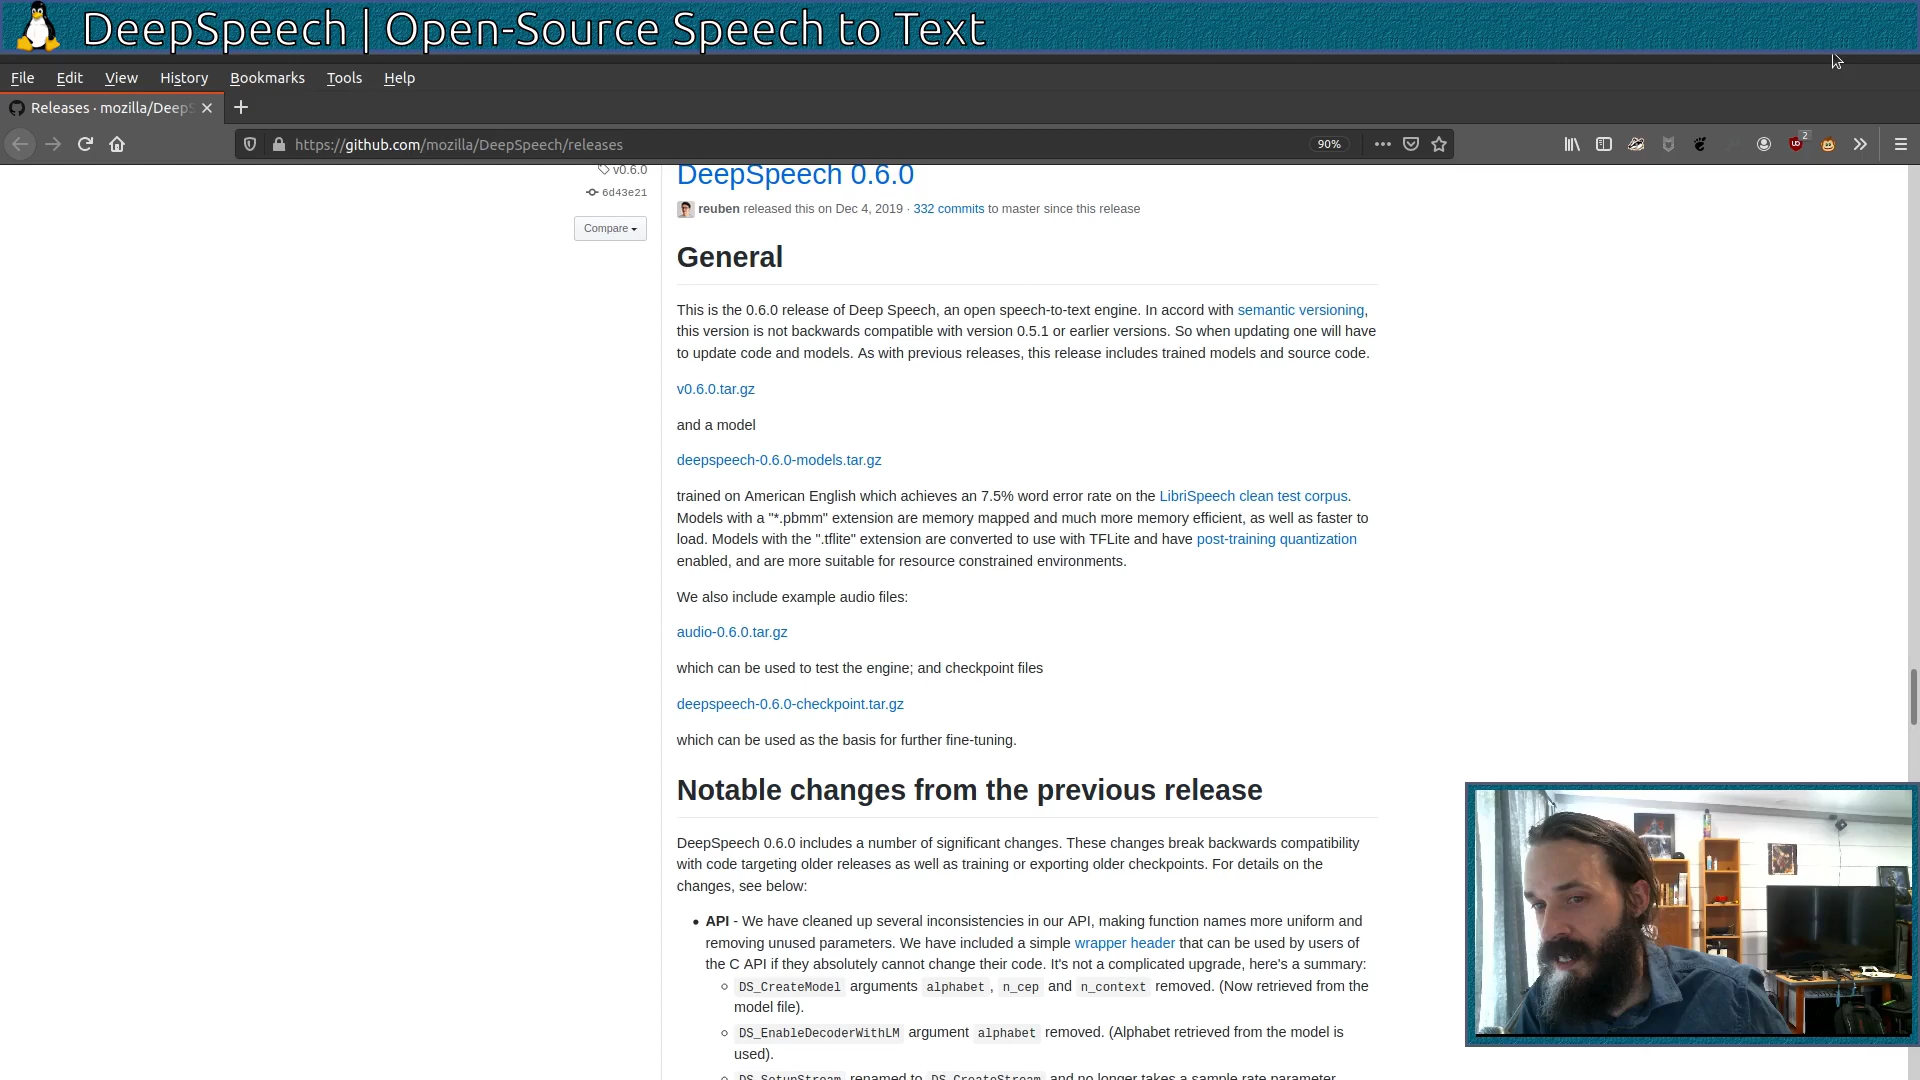 DeepSpeech | Open-Source Speech to Text
File Edit View History Bookmarks Tools Help
Releases · mozilla/DeepS
https://github.com/mozilla/DeepSpeech/releases 90% 2
v0.6.0
6d43e21
Compare
DeepSpeech 0.6.0
reuben released this on Dec 4, 2019 · 332 commits to master since this release
General
This is the 0.6.0 release of Deep Speech, an open speech-to-text engine. In accord with semantic versioning,
this version is not backwards compatible with version 0.5.1 or earlier versions. So when updating one will have
to update code and models. As with previous releases, this release includes trained models and source code.
v0.6.0.tar.gz
and a model
deepspeech-0.6.0-models.tar.gz
trained on American English which achieves an 7.5% word error rate on the LibriSpeech clean test corpus.
Models with a "*.pbmm" extension are memory mapped and much more memory efficient, as well as faster to
load. Models with the ".tflite" extension are converted to use with TFLite and have post-training quantization
enabled, and are more suitable for resource constrained environments.
We also include example audio files:
audio-0.6.0.tar.gz
which can be used to test the engine; and checkpoint files
deepspeech-0.6.0-checkpoint.tar.gz
which can be used as the basis for further fine-tuning.
Notable changes from the previous release
DeepSpeech 0.6.0 includes a number of significant changes. These changes break backwards compatibility
with code targeting older releases as well as training or exporting older checkpoints. For details on the
changes, see below:
• API - We have cleaned up several inconsistencies in our API, making function names more uniform and
removing unused parameters. We have included a simple wrapper header that can be used by users of
the C API if they absolutely cannot change their code. It's not a complicated upgrade, here's a summary:
○ DS_CreateModel arguments alphabet, n_cep and n_context removed. (Now retrieved from the
model file).
○ DS_EnableDecoderWithLM argument alphabet removed. (Alphabet retrieved from the model is
used).
○ DS_SetupStream renamed to DS_CreateStream and no longer takes a sample rate parameter